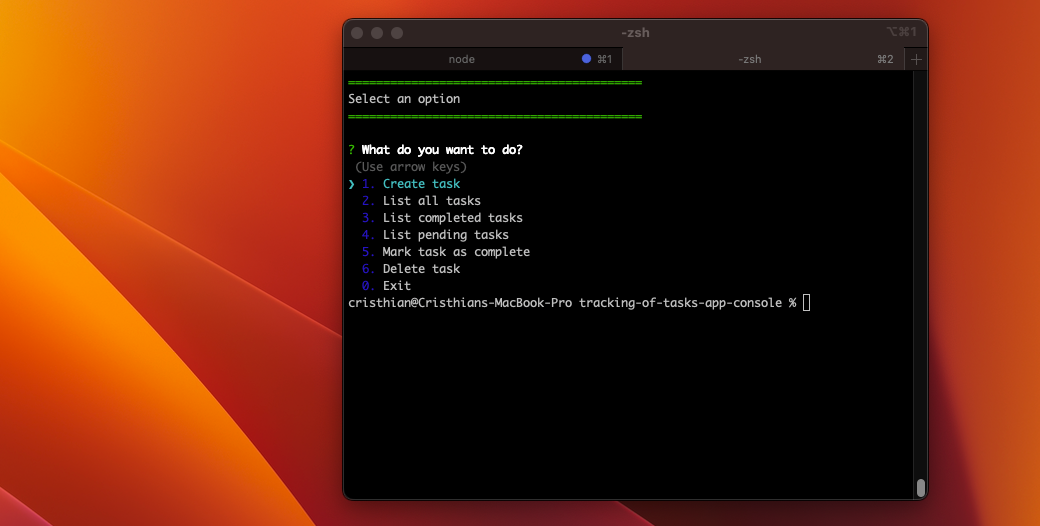 -zsh
⌥⌘1
node ⌘1 -zsh ⌘2 +
==========================================
Select an option
==========================================
? What do you want to do?
(Use arrow keys)
❯ 1. Create task
2. List all tasks
3. List completed tasks
4. List pending tasks
5. Mark task as complete
6. Delete task
0. Exit
cristhian@Cristhians-MacBook-Pro tracking-of-tasks-app-console %